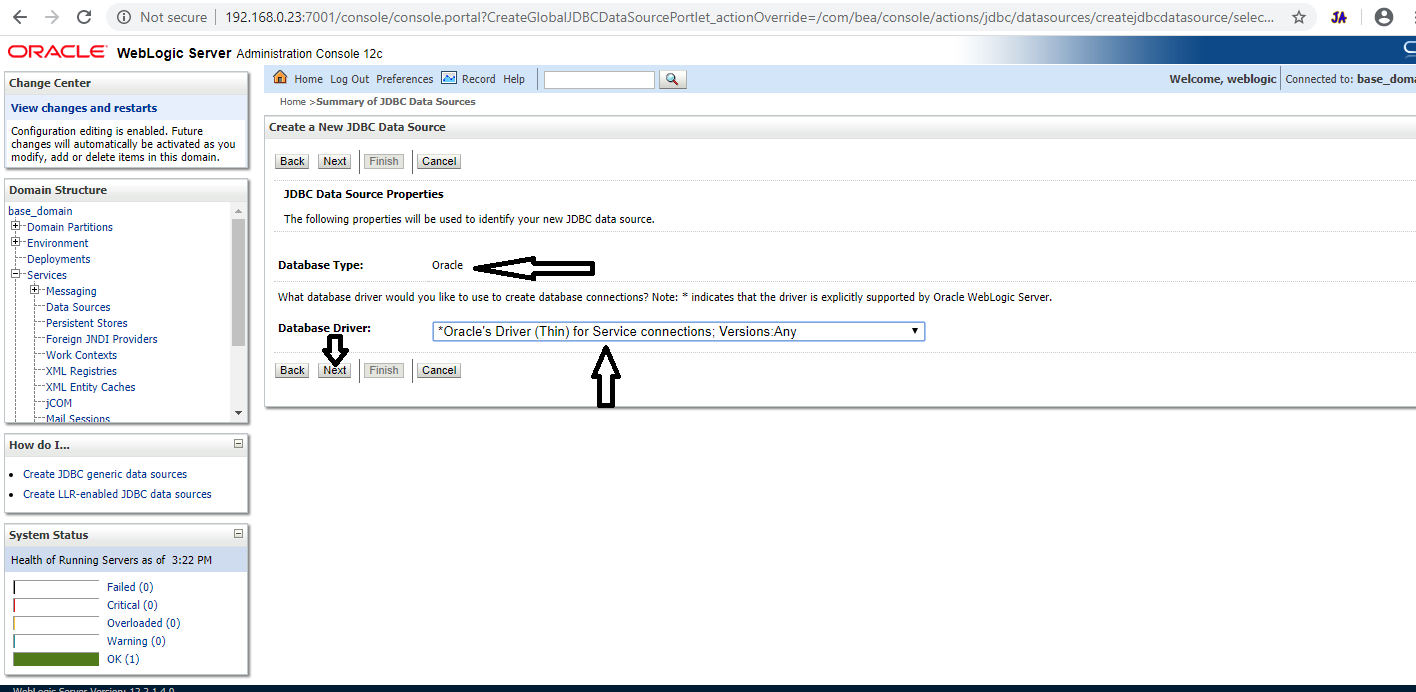 Not secure
192.168.0.23:7001/console/console.portal?CreateGlobalJDBCDataSourcePortlet_actionOverride=/com/bea/console/actions/jdbc/datasources/createjdbcdatasource/selec...
JA
ORACLE WebLogic Server Administration Console 12c
Change Center
View changes and restarts
Configuration editing is enabled. Future
changes will automatically be activated as you
modify, add or delete items in this domain.
Domain Structure
base_domain
Domain Partitions
Environment
Deployments
Services
Messaging
Data Sources
Persistent Stores
Foreign JNDI Providers
Work Contexts
XML Registries
XML Entity Caches
jCOM
Mail Sessions
How do I...
Create JDBC generic data sources
Create LLR-enabled JDBC data sources
System Status
Health of Running Servers as of 3:22 PM
Failed (0)
Critical (0)
Overloaded (0)
Warning (0)
OK (1)
Home Log Out Preferences Record Help
Welcome, weblogic Connected to: base_doma
Home >Summary of JDBC Data Sources
Create a New JDBC Data Source
Back Next Finish Cancel
JDBC Data Source Properties
The following properties will be used to identify your new JDBC data source.
Database Type: Oracle
What database driver would you like to use to create database connections? Note: * indicates that the driver is explicitly supported by Oracle WebLogic Server.
Database Driver: *Oracle's Driver (Thin) for Service connections; Versions:Any
Back Next Finish Cancel
WebLogic Server Version: 12.2.1.4.0